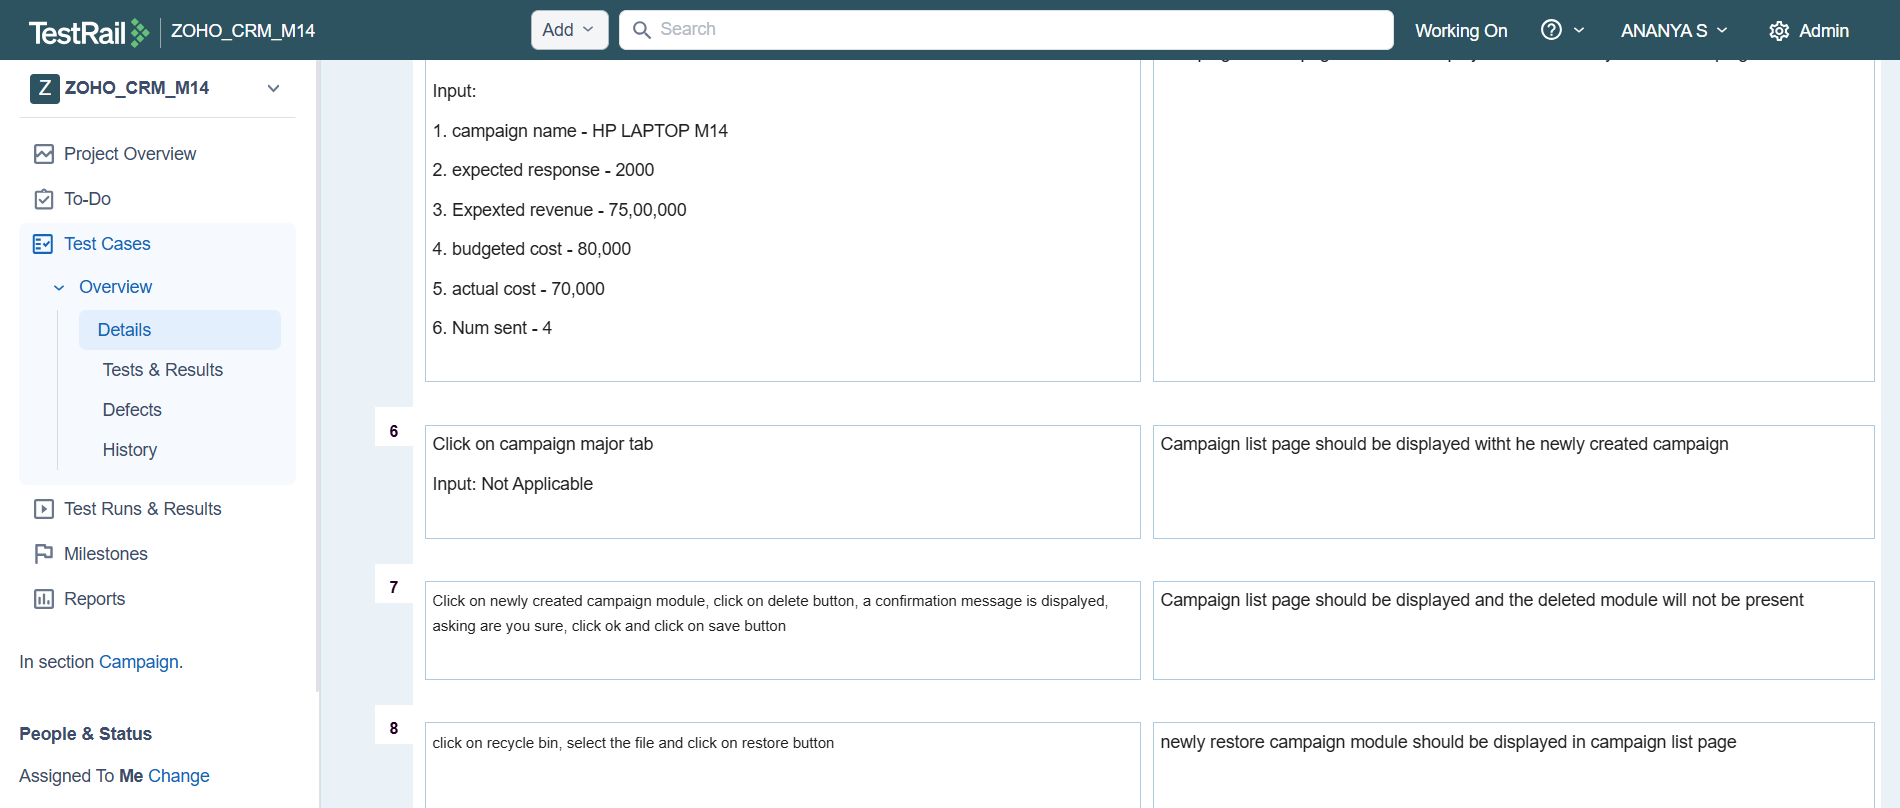 TestRail ZOHO_CRM_M14 Add Search Working On ANANYA S Admin
Z ZOHO_CRM_M14
Project Overview
To-Do
Test Cases
Overview
Details
Tests & Results
Defects
History
Test Runs & Results
Milestones
Reports
In section Campaign.
People & Status
Assigned To Me Change
Input:
1. campaign name - HP LAPTOP M14
2. expected response - 2000
3. Expexted revenue - 75,00,000
4. budgeted cost - 80,000
5. actual cost - 70,000
6. Num sent - 4
6
Click on campaign major tab
Input: Not Applicable
Campaign list page should be displayed witht he newly created campaign
7
Click on newly created campaign module, click on delete button, a confirmation message is dispalyed,
asking are you sure, click ok and click on save button
Campaign list page should be displayed and the deleted module will not be present
8
click on recycle bin, select the file and click on restore button
newly restore campaign module should be displayed in campaign list page